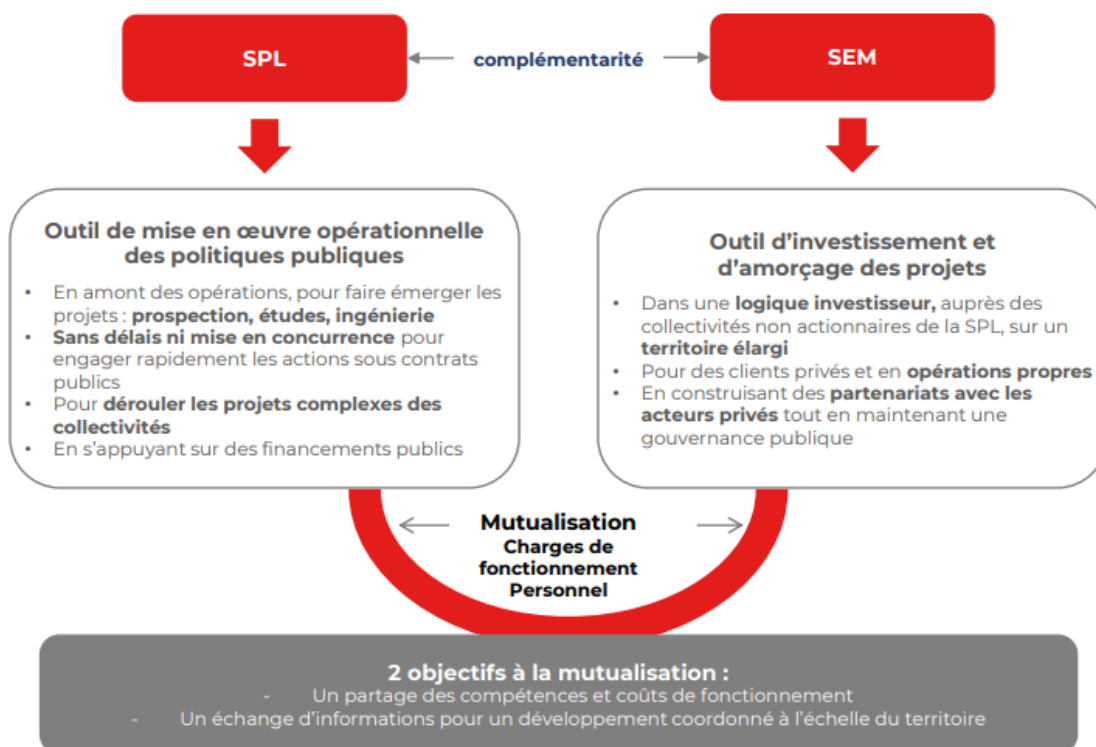 SPL
complémentarité
SEM
Outil de mise en œuvre opérationnelle
des politiques publiques
• En amont des opérations, pour faire émerger les
projets : prospection, études, ingénierie
• Sans délais ni mise en concurrence pour
engager rapidement les actions sous contrats
publics
• Pour dérouler les projets complexes des
collectivités
• En s’appuyant sur des financements publics
Outil d’investissement et
d’amorçage des projets
• Dans une logique investisseur, auprès des
collectivités non actionnaires de la SPL, sur un
territoire élargi
• Pour des clients privés et en opérations propres
• En construisant des partenariats avec les
acteurs privés tout en maintenant une
gouvernance publique
Mutualisation
Charges de
fonctionnement
Personnel
2 objectifs à la mutualisation :
- Un partage des compétences et coûts de fonctionnement
- Un échange d’informations pour un développement coordonné à l’échelle du territoire